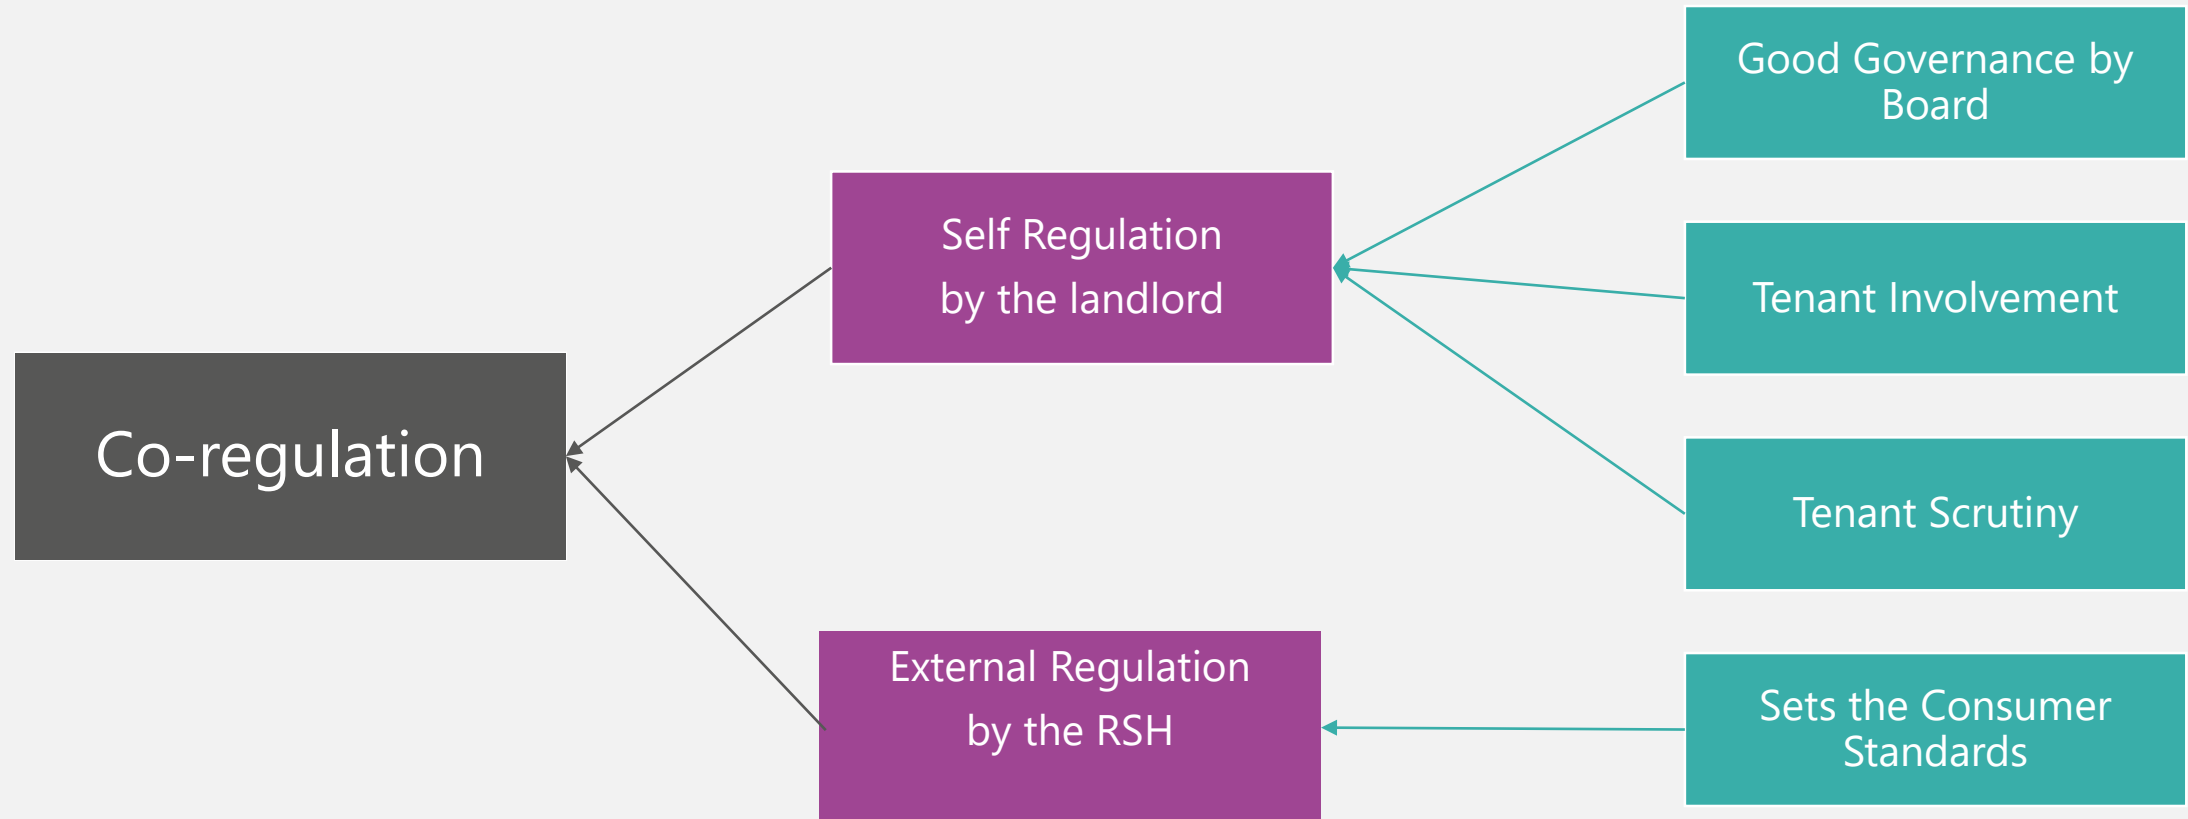 Good Governance by
Board
Self Regulation
by the landlord
Tenant Involvement
Co-regulation
Tenant Scrutiny
External Regulation
by the RSH
Sets the Consumer
Standards